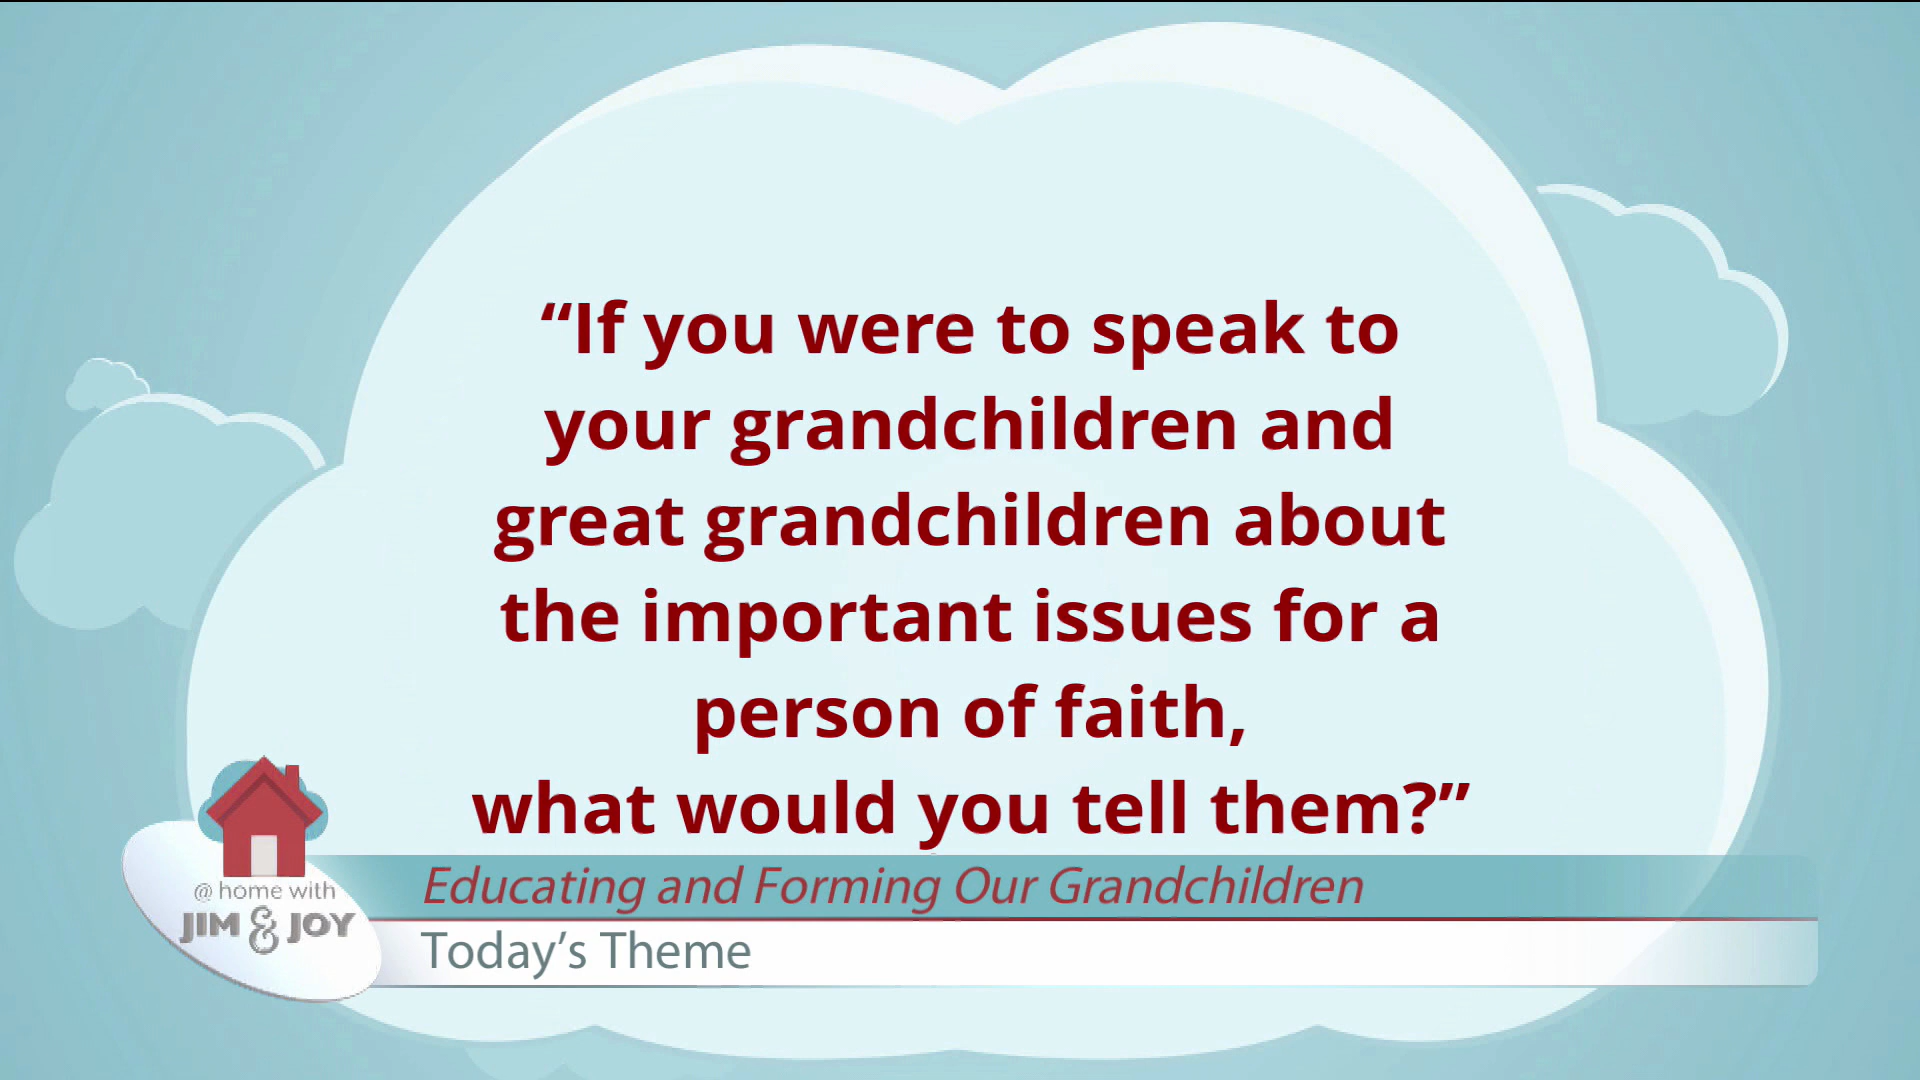 “If you were to speak to
your grandchildren and
great grandchildren about
the important issues for a
person of faith,
what would you tell them?”
Educating and Forming Our Grandchildren
@ home with
JIM & JOY
Today’s Theme